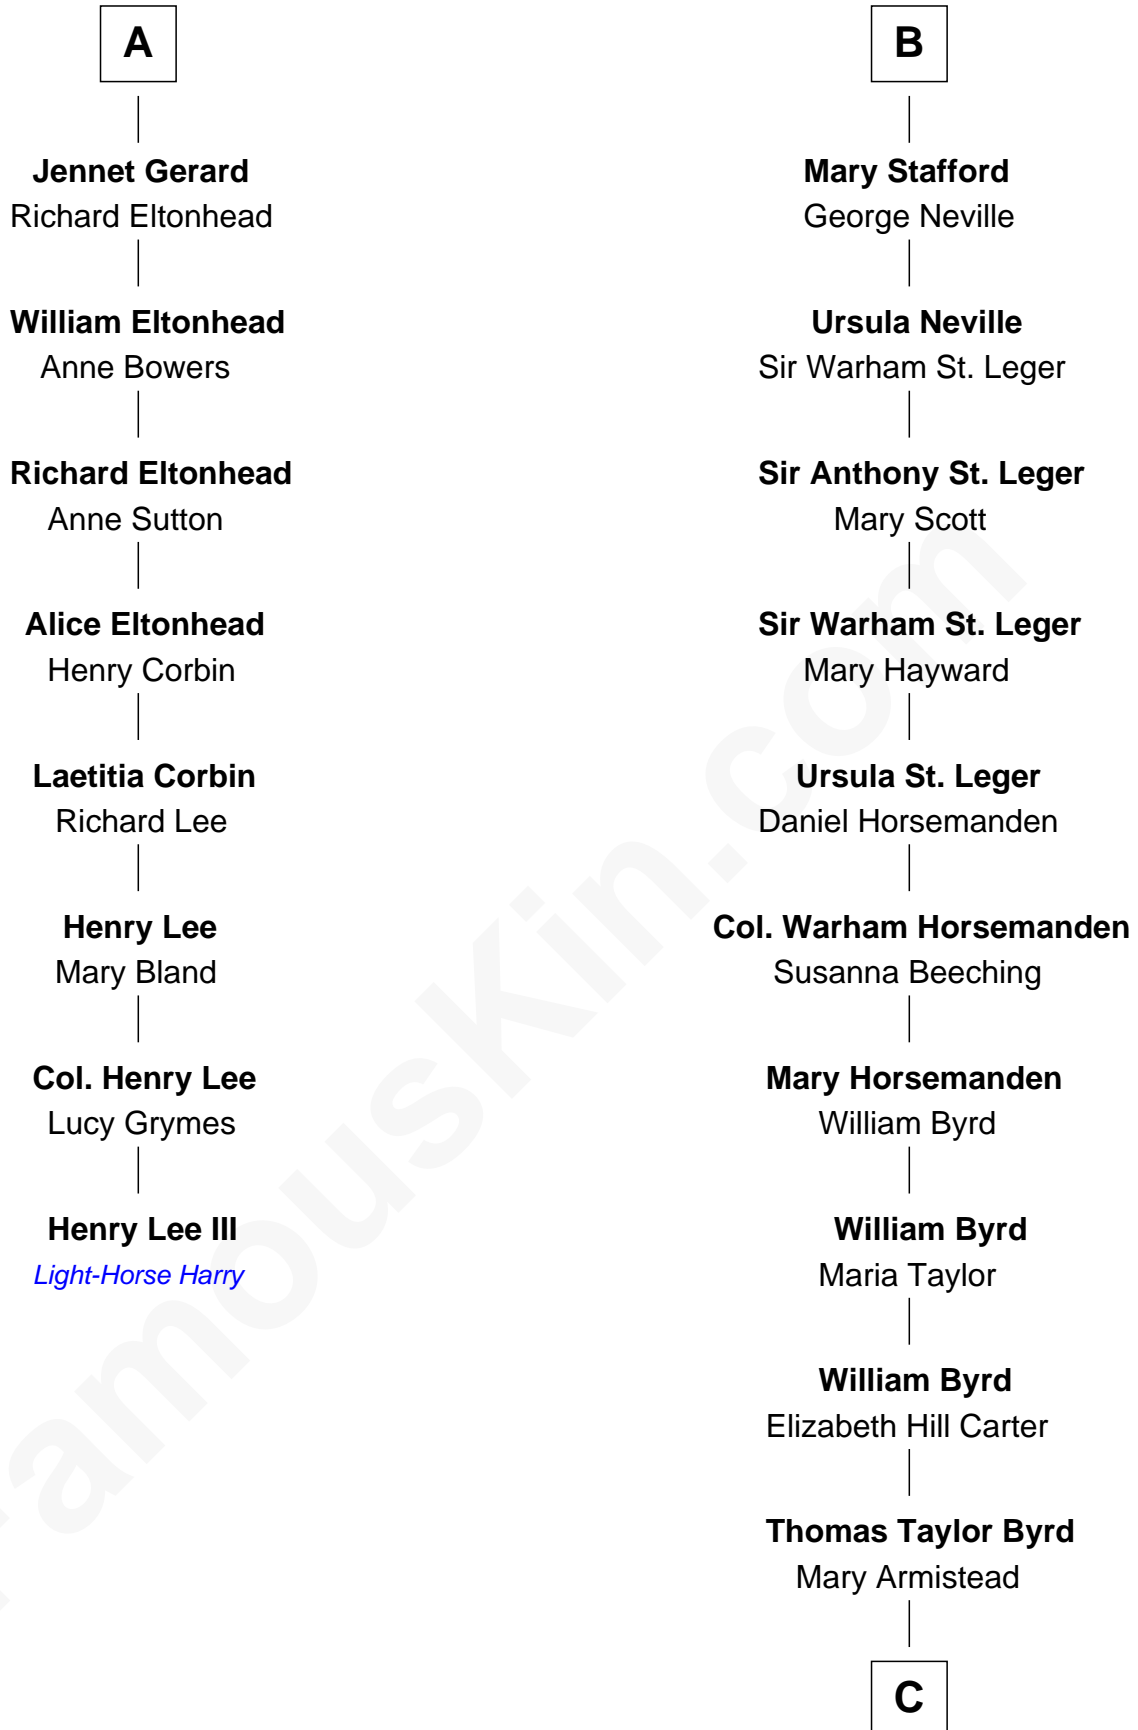 A
Jennet Gerard
Richard Eltonhead
William Eltonhead
Anne Bowers
Richard Eltonhead
Anne Sutton
Alice Eltonhead
Henry Corbin
Laetitia Corbin
Richard Lee
Henry Lee
Mary Bland
Col. Henry Lee
Lucy Grymes
Henry Lee III
Light-Horse Harry
B
Mary Stafford
George Neville
Ursula Neville
Sir Warham St. Leger
Sir Anthony St. Leger
Mary Scott
Sir Warham St. Leger
Mary Hayward
Ursula St. Leger
Daniel Horsemanden
Col. Warham Horsemanden
Susanna Beeching
Mary Horsemanden
William Byrd
William Byrd
Maria Taylor
William Byrd
Elizabeth Hill Carter
Thomas Taylor Byrd
Mary Armistead
C
FamousKin.com